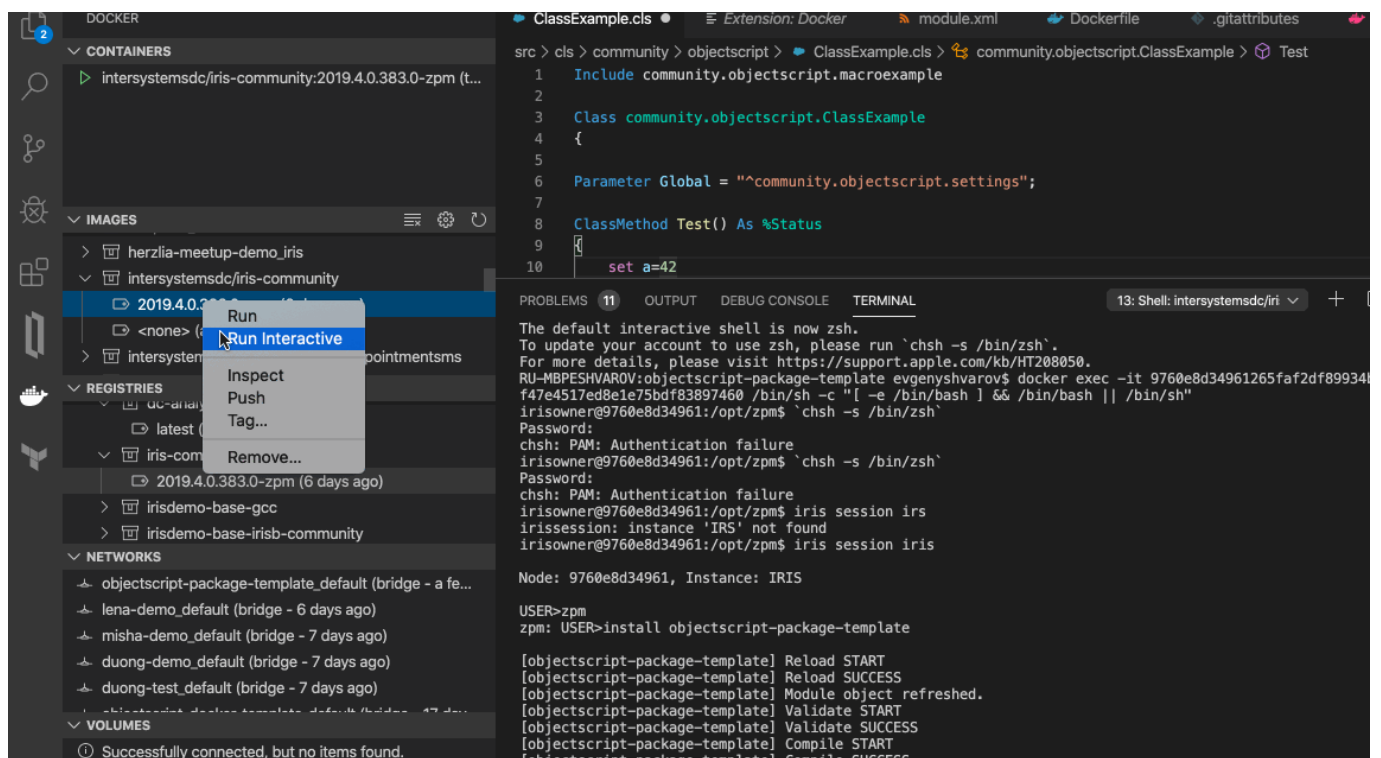 DOCKER
2
CONTAINERS
intersystemsdc/iris-community:2019.4.0.383.0-zpm (t...
IMAGES
herzlia-meetup-demo_iris
intersystemsdc/iris-community
2019.4.0.3
<none> (a
intersystem
pointmentsms
Run
Run Interactive
Inspect
Push
Tag...
Remove...
REGISTRIES
dc-analy
latest (
iris-com
2019.4.0.383.0-zpm (6 days ago)
irisdemo-base-gcc
irisdemo-base-irisb-community
NETWORKS
objectscript-package-template_default (bridge - a fe...
lena-demo_default (bridge - 6 days ago)
misha-demo_default (bridge - 7 days ago)
duong-demo_default (bridge - 7 days ago)
duong-test_default (bridge - 7 days ago)
VOLUMES
Successfully connected, but no items found.
ClassExample.cls
Extension: Docker
module.xml
Dockerfile
.gitattributes
src > cls > community > objectscript > ClassExample.cls > community.objectscript.ClassExample > Test
1 Include community.objectscript.macroexample
2
3 Class community.objectscript.ClassExample
4 {
5
6 Parameter Global = "^community.objectscript.settings";
7
8 ClassMethod Test() As %Status
9 {
10 set a=42
PROBLEMS 11 OUTPUT DEBUG CONSOLE TERMINAL 13: Shell: intersystemsdc/iri
The default interactive shell is now zsh.
To update your account to use zsh, please run `chsh -s /bin/zsh`.
For more details, please visit https://support.apple.com/kb/HT208050.
RU-MBPESHVAROV:objectscript-package-template evgenyshvarov$ docker exec -it 9760e8d34961265faf2df89934b
f47e4517ed8e1e75bdf83897460 /bin/sh -c "[ -e /bin/bash ] && /bin/bash || /bin/sh"
irisowner@9760e8d34961:/opt/zpm$ `chsh -s /bin/zsh`
Password:
chsh: PAM: Authentication failure
irisowner@9760e8d34961:/opt/zpm$ `chsh -s /bin/zsh`
Password:
chsh: PAM: Authentication failure
irisowner@9760e8d34961:/opt/zpm$ iris session irs
irissession: instance 'IRS' not found
irisowner@9760e8d34961:/opt/zpm$ iris session iris
Node: 9760e8d34961, Instance: IRIS
USER>zpm
zpm: USER>install objectscript-package-template
[objectscript-package-template] Reload START
[objectscript-package-template] Reload SUCCESS
[objectscript-package-template] Module object refreshed.
[objectscript-package-template] Validate START
[objectscript-package-template] Validate SUCCESS
[objectscript-package-template] Compile START